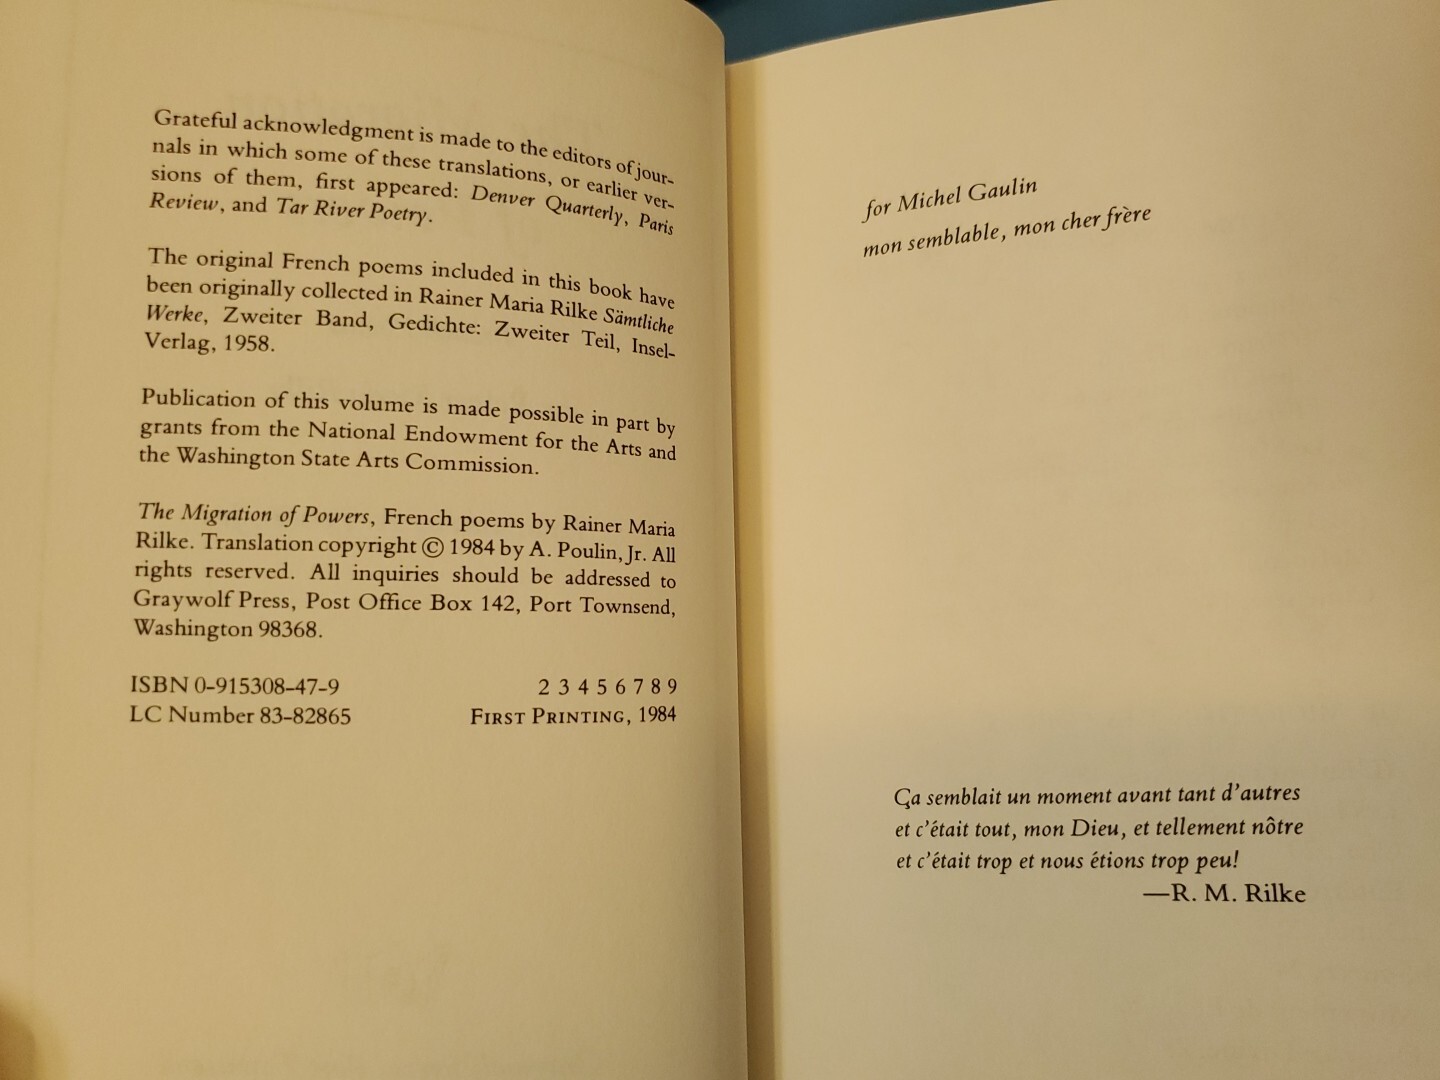 Grateful acknowledgment is made to the editors of jour-
nals in which some of these translations, or earlier ver-
sions of them, first appeared: Denver Quarterly, Paris
Review, and Tar River Poetry.
The original French poems included in this book have
been originally collected in Rainer Maria Rilke Sämtliche
Werke, Zweiter Band, Gedichte: Zweiter Teil, Insel-
Verlag, 1958.
Publication of this volume is made possible in part by
grants from the National Endowment for the Arts and
the Washington State Arts Commission.
The Migration of Powers, French poems by Rainer Maria
Rilke. Translation copyright © 1984 by A. Poulin, Jr. All
rights reserved. All inquiries should be addressed to
Graywolf Press, Post Office Box 142, Port Townsend,
Washington 98368.
ISBN 0-915308-47-9 2 3 4 5 6 7 8 9
LC Number 83-82865 FIRST PRINTING, 1984
for Michel Gaulin
mon semblable, mon cher frère
Ça semblait un moment avant tant d'autres
et c'était tout, mon Dieu, et tellement nôtre
et c'était trop et nous étions trop peu!
—R. M. Rilke